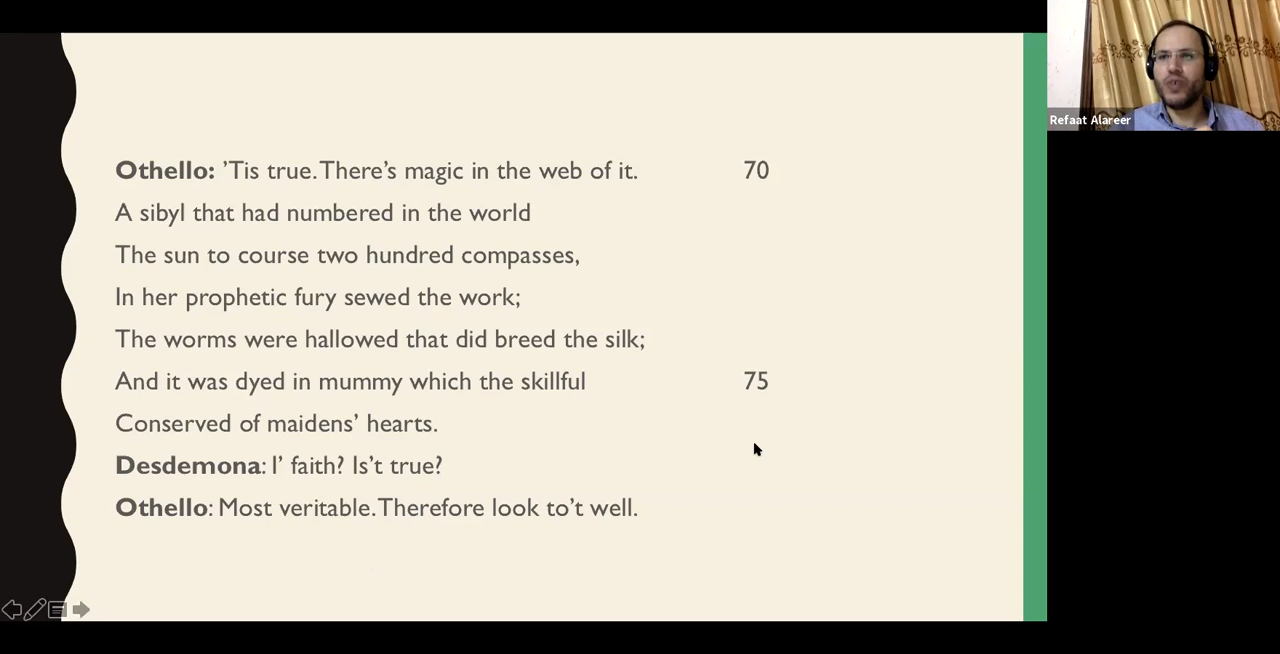 Othello: ’Tis true. There’s magic in the web of it. 70
A sibyl that had numbered in the world
The sun to course two hundred compasses,
In her prophetic fury sewed the work;
The worms were hallowed that did breed the silk;
And it was dyed in mummy which the skillful 75
Conserved of maidens’ hearts.
Desdemona: I’ faith? Is’t true?
Othello: Most veritable. Therefore look to’t well.
Refaat Alareer